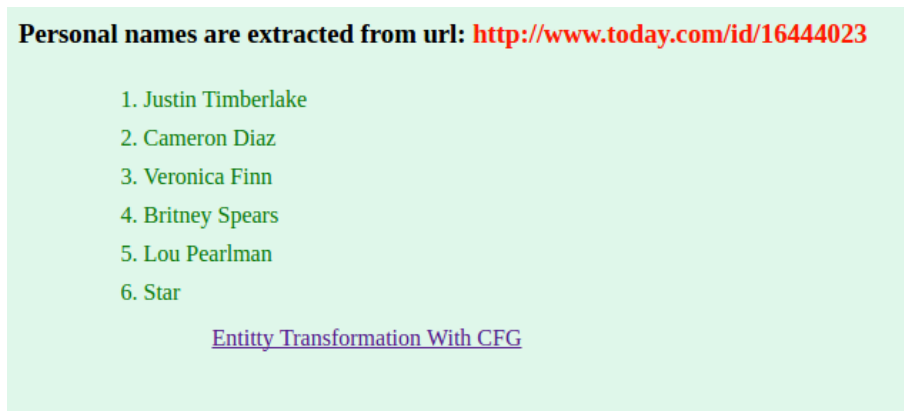 Personal names are extracted from url: http://www.today.com/id/16444023
1. Justin Timberlake
2. Cameron Diaz
3. Veronica Finn
4. Britney Spears
5. Lou Pearlman
6. Star
Entitty Transformation With CFG